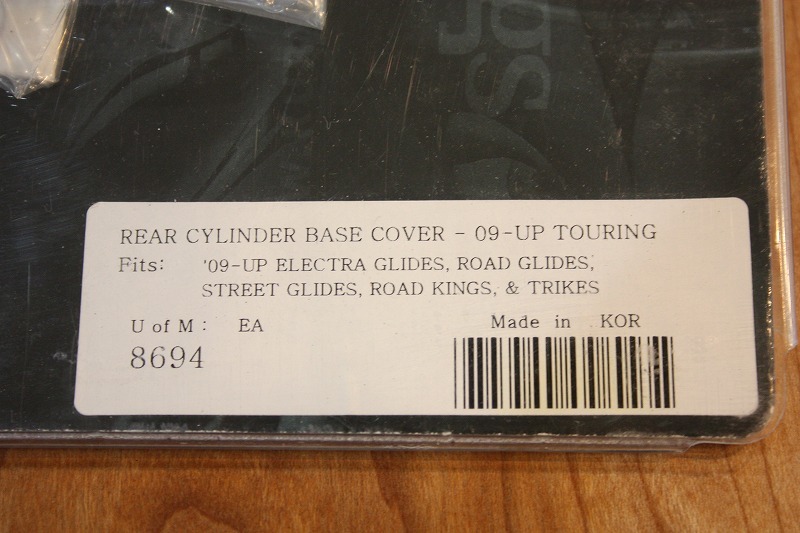 REAR CYLINDER BASE COVER - 09-UP TOURING
Fits: '09-UP ELECTRA GLIDES, ROAD GLIDES,
STREET GLIDES, ROAD KINGS, & TRIKES
U of M : EA
Made in KOR
8694